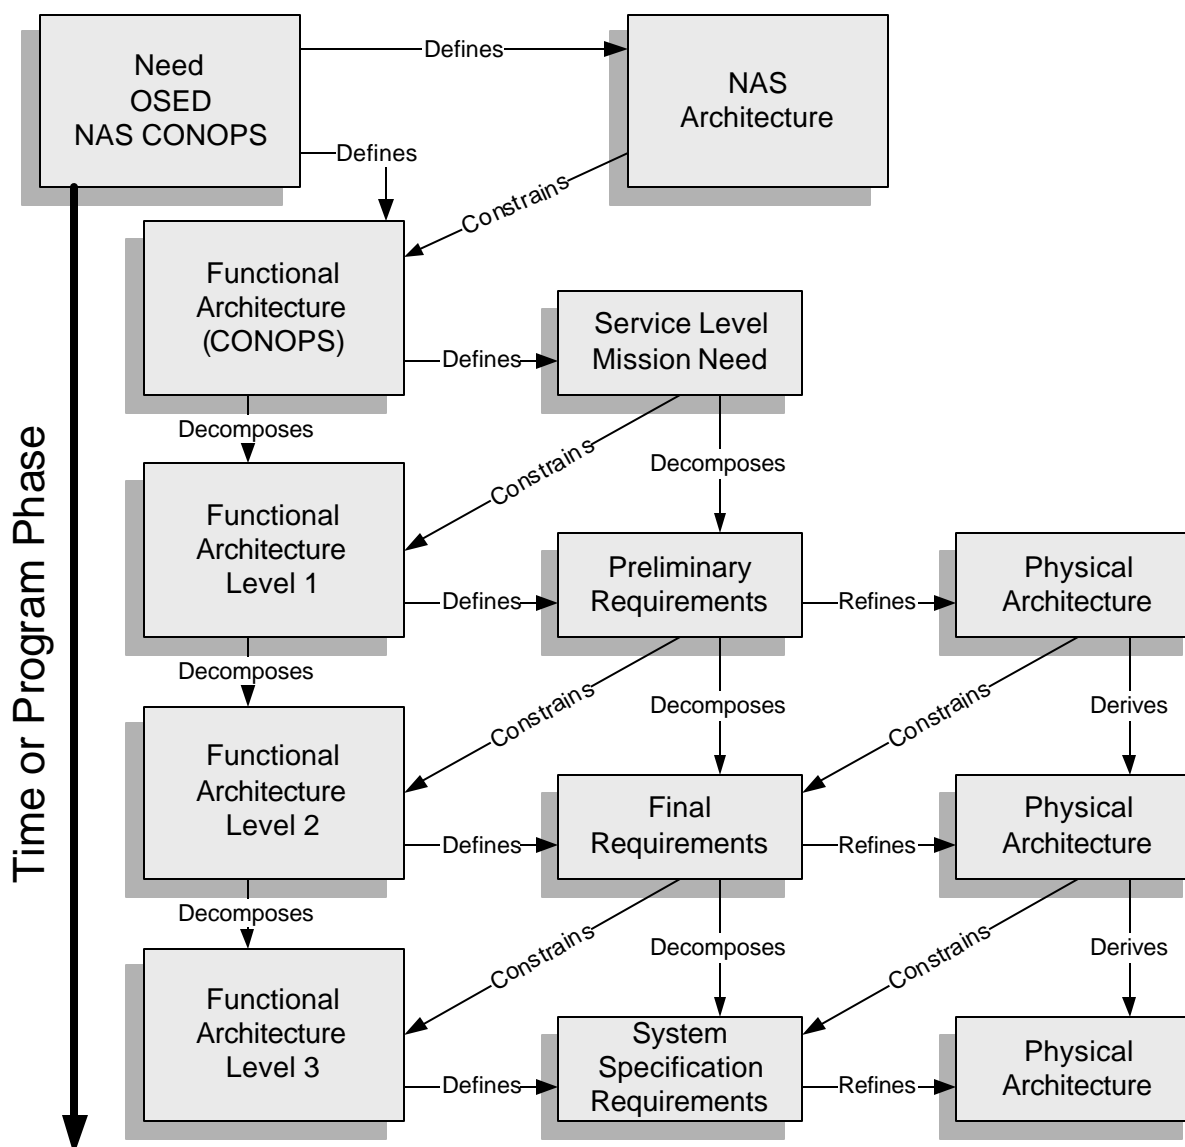 Need
OSED
NAS CONOPS
Defines
NAS
Architecture
Defines
Constrains
Functional
Architecture
(CONOPS)
Defines
Service Level
Mission Need
Decomposes
Constrains
Decomposes
Functional
Architecture
Level 1
Defines
Preliminary
Requirements
Refines
Physical
Architecture
Decomposes
Constrains
Decomposes
Constrains
Derives
Functional
Architecture
Level 2
Defines
Final
Requirements
Refines
Physical
Architecture
Decomposes
Constrains
Decomposes
Constrains
Derives
Functional
Architecture
Level 3
Defines
System
Specification
Requirements
Refines
Physical
Architecture
Time or Program Phase